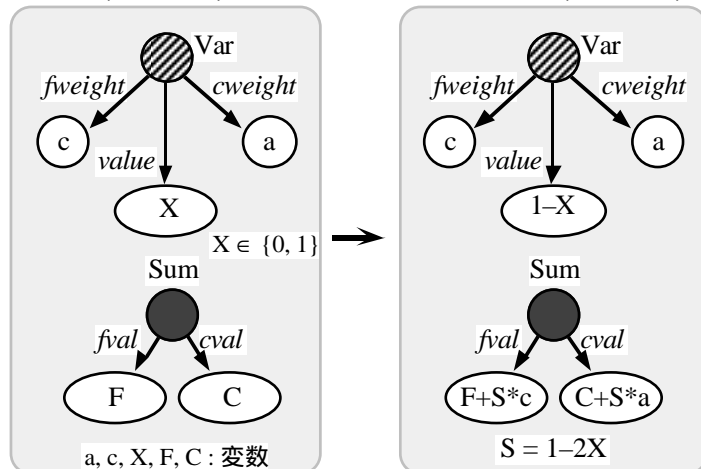 Var
fweight
cweight
c
a
value
X
X ∈ {0, 1}
Sum
fval
cval
F
C
a, c, X, F, C : 変数
Var
fweight
cweight
c
a
value
1–X
Sum
fval
cval
F+S*c
C+S*a
S = 1–2X